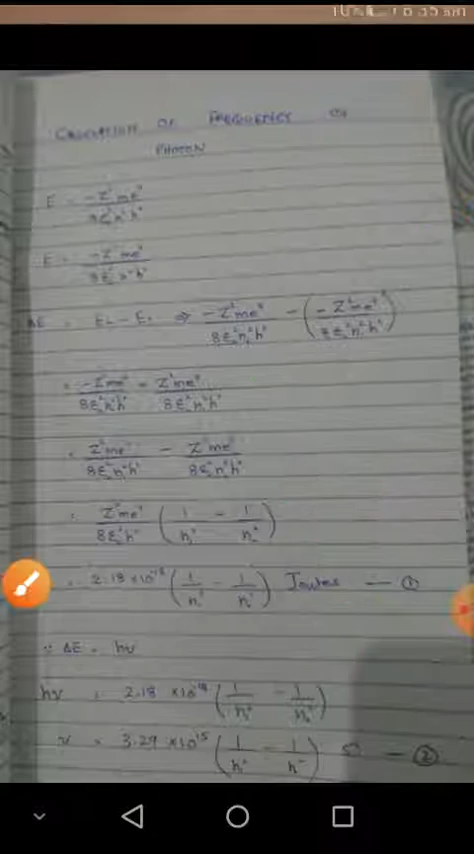 CALCULATION OF FREQUENCY OF
PHOTON
E = -Z²me⁴ / 8ε₀²n²h²
E = -Z²me⁴ / 8ε₀²n²h²
ΔE = E₂ - E₁ ⇒ -Z²me⁴ / 8ε₀²n₂²h² - (-Z²me⁴ / 8ε₀²n₁²h²)
= -Z²me⁴ / 8ε₀²n₂²h² - Z²me⁴ / 8ε₀²n₁²h²
= Z²me⁴ / 8ε₀²n₁²h² - Z²me⁴ / 8ε₀²n₂²h²
= Z²me⁴ / 8ε₀²h² (1/n₁² - 1/n₂²)
= 2.18 × 10⁻¹⁸ (1/n₁² - 1/n₂²) Joules — ①
∵ ΔE = hν
hν = 2.18 × 10⁻¹⁸ (1/n₁² - 1/n₂²)
ν = 3.29 × 10¹⁵ (1/n₁² - 1/n₂²) — ②